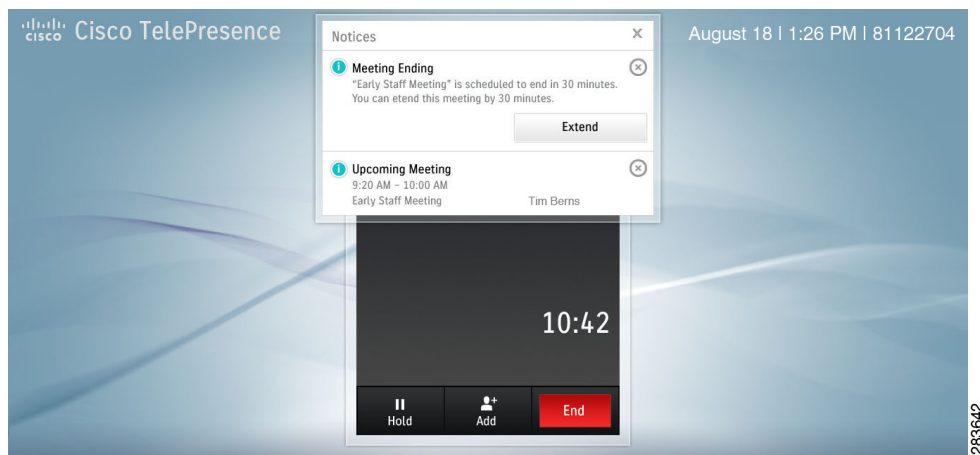 cisco Cisco TelePresence
August 18 | 1:26 PM | 81122704
Notices X
Meeting Ending
"Early Staff Meeting" is scheduled to end in 30 minutes.
You can etend this meeting by 30 minutes.
Extend
Upcoming Meeting
9:20 AM - 10:00 AM
Early Staff Meeting Tim Berns
10:42
Hold Add End
283642